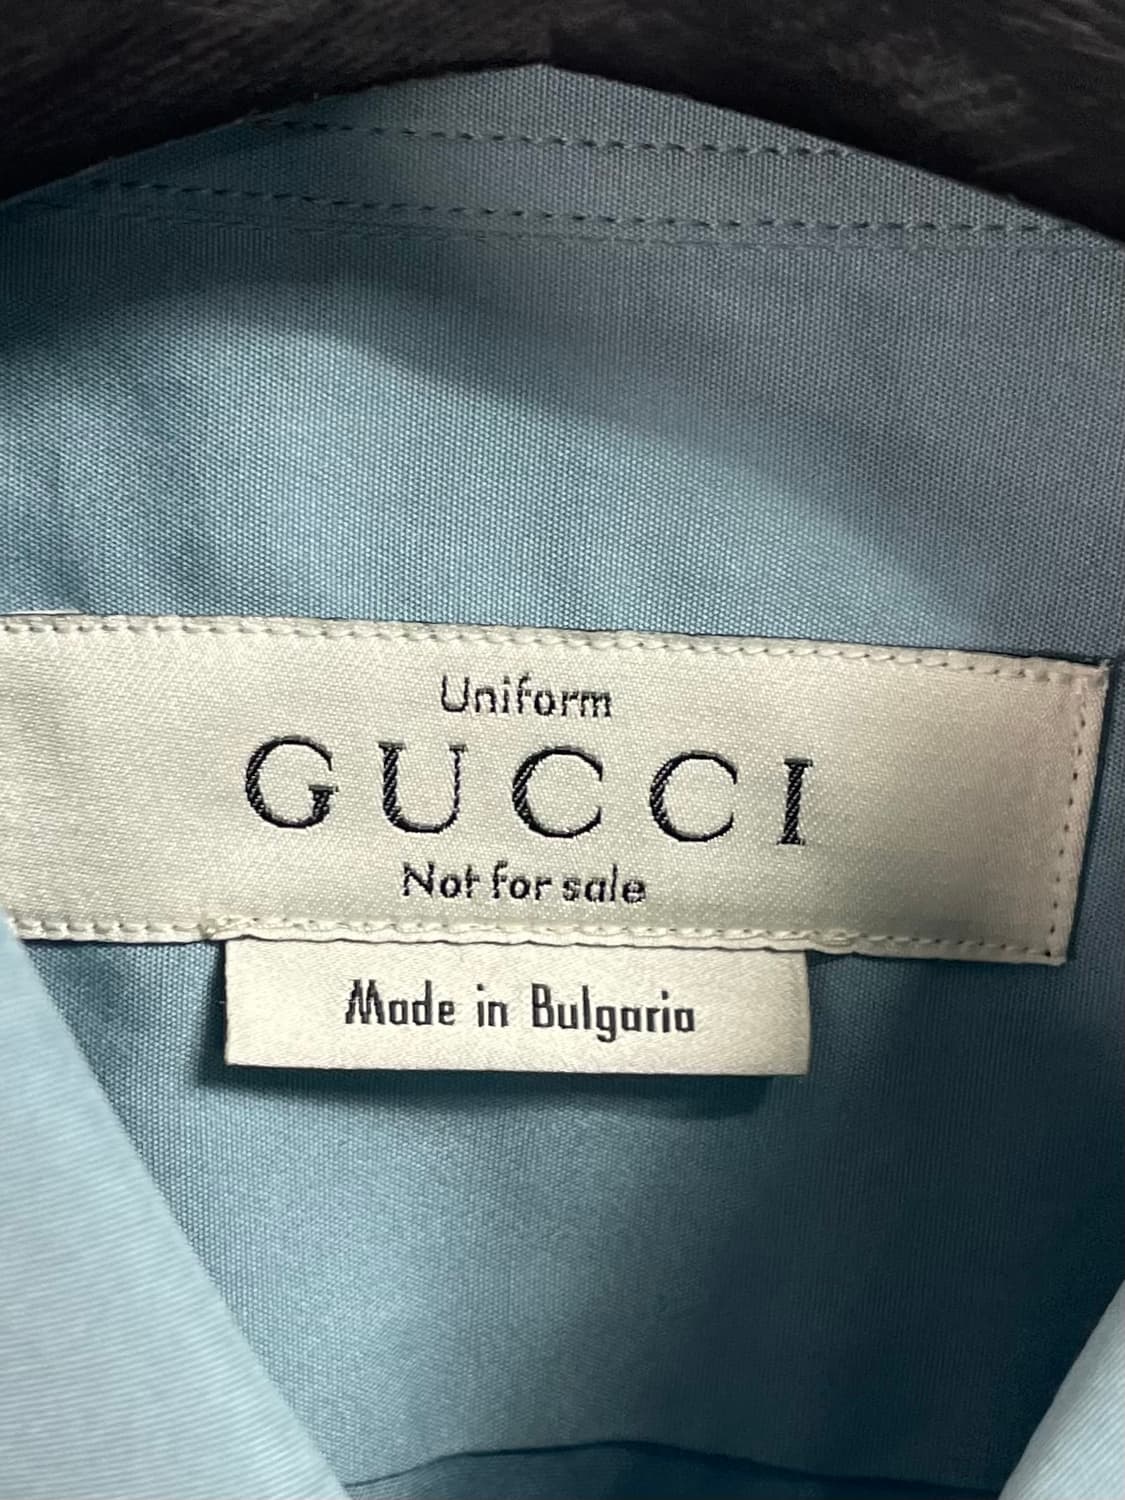 Uniform
GUCCI
Not for sale
Made in Bulgaria